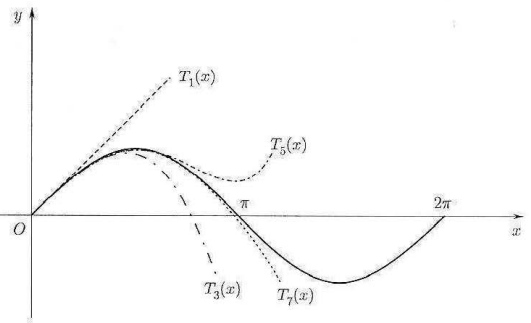 y
T₁(x)
T₅(x)
π
2π
O
x
T₃(x)
T₇(x)